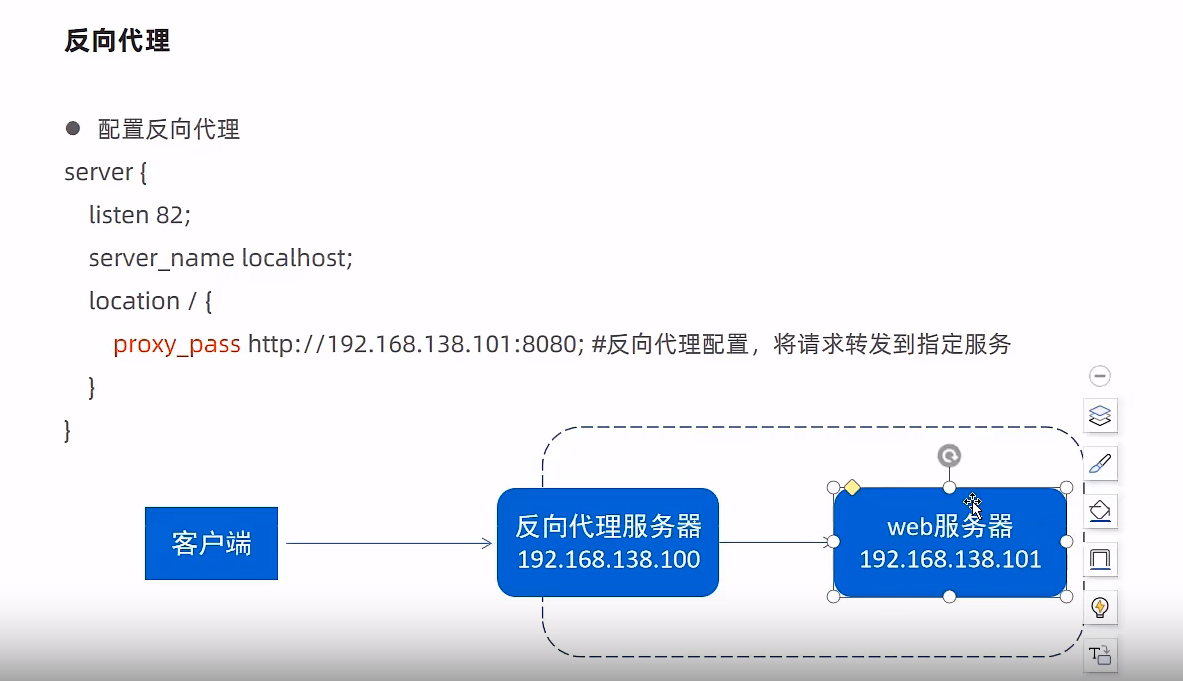 反向代理
● 配置反向代理
server {
listen 82;
server_name localhost;
location / {
proxy_pass http://192.168.138.101:8080; #反向代理配置，将请求转发到指定服务
}
}
客户端
反向代理服务器
192.168.138.100
web服务器
192.168.138.101